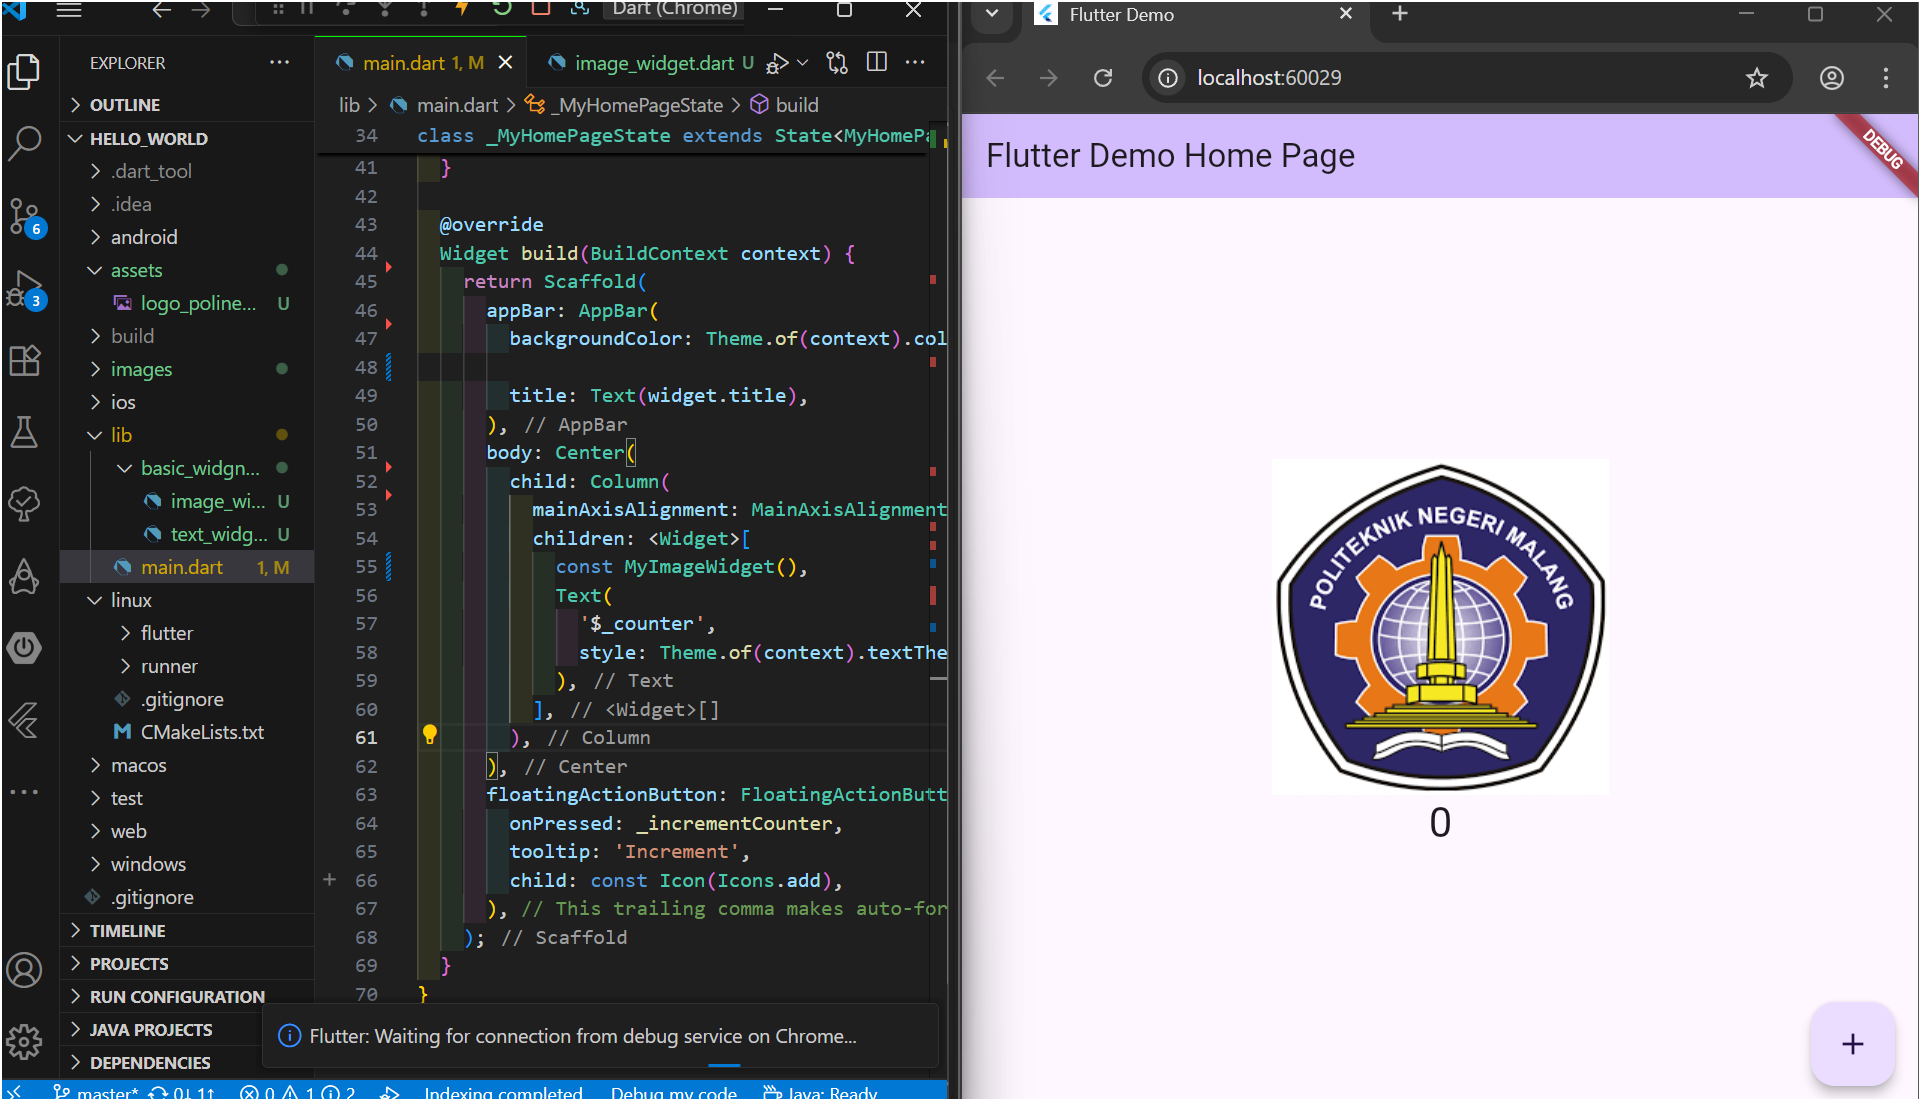 Dart (Chrome)
EXPLORER
OUTLINE
HELLO_WORLD
.dart_tool
.idea
android
assets
logo_poline... U
build
images
ios
lib
basic_widgn...
image_wi... U
text_widg... U
main.dart 1, M
linux
flutter
runner
.gitignore
CMakeLists.txt
macos
test
web
windows
.gitignore
TIMELINE
PROJECTS
RUN CONFIGURATION
JAVA PROJECTS
DEPENDENCIES
6
3
main.dart 1, M
image_widget.dart U
lib > main.dart > _MyHomePageState > build
34 class _MyHomePageState extends State<MyHomePa
41 }
42
43 @override
44 Widget build(BuildContext context) {
45 return Scaffold(
46 appBar: AppBar(
47 backgroundColor: Theme.of(context).col
48
49 title: Text(widget.title),
50 ), // AppBar
51 body: Center(
52 child: Column(
53 mainAxisAlignment: MainAxisAlignment
54 children: <Widget>[
55 const MyImageWidget(),
56 Text(
57 '$_counter',
58 style: Theme.of(context).textThe
59 ), // Text
60 ], // <Widget>[]
61 ), // Column
62 ), // Center
63 floatingActionButton: FloatingActionButt
64 onPressed: _incrementCounter,
65 tooltip: 'Increment',
66 child: const Icon(Icons.add),
67 ), // This trailing comma makes auto-for
68 ); // Scaffold
69 }
70 }
Flutter: Waiting for connection from debug service on Chrome...
master* 0↓ 1↑ 0 1 2 Indexing completed Debug my code Java: Ready
Flutter Demo
localhost:60029
Flutter Demo Home Page
DEBUG
POLITEKNIK NEGERI MALANG
0
+